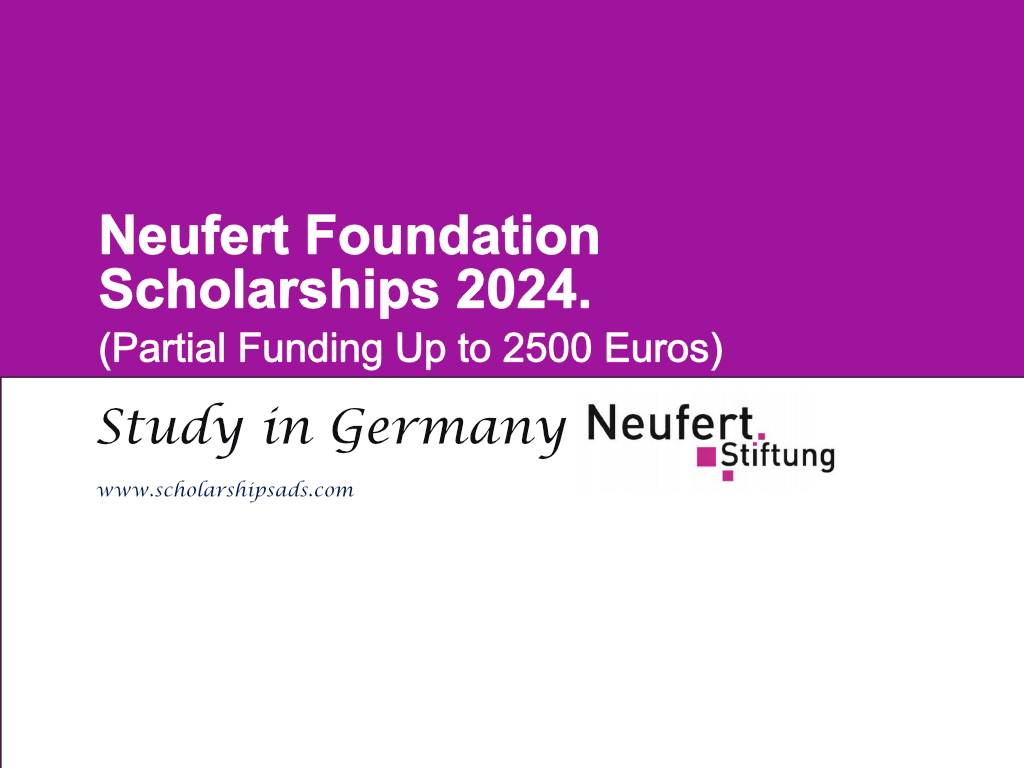 Neufert Foundation
Scholarships 2024.
(Partial Funding Up to 2500 Euros)
Study in Germany
Neufert.
Stiftung
www.scholarshipsads.com